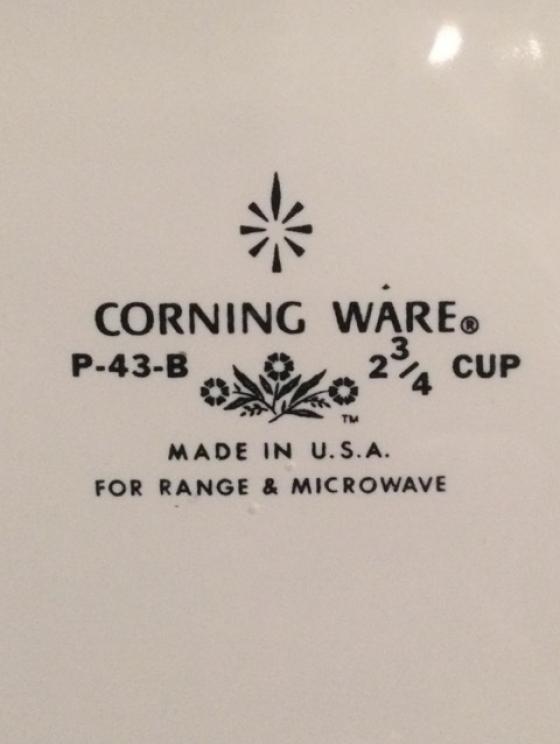 CORNING WARE®
P-43-B 2 3/4 CUP
TM
MADE IN U.S.A.
FOR RANGE & MICROWAVE